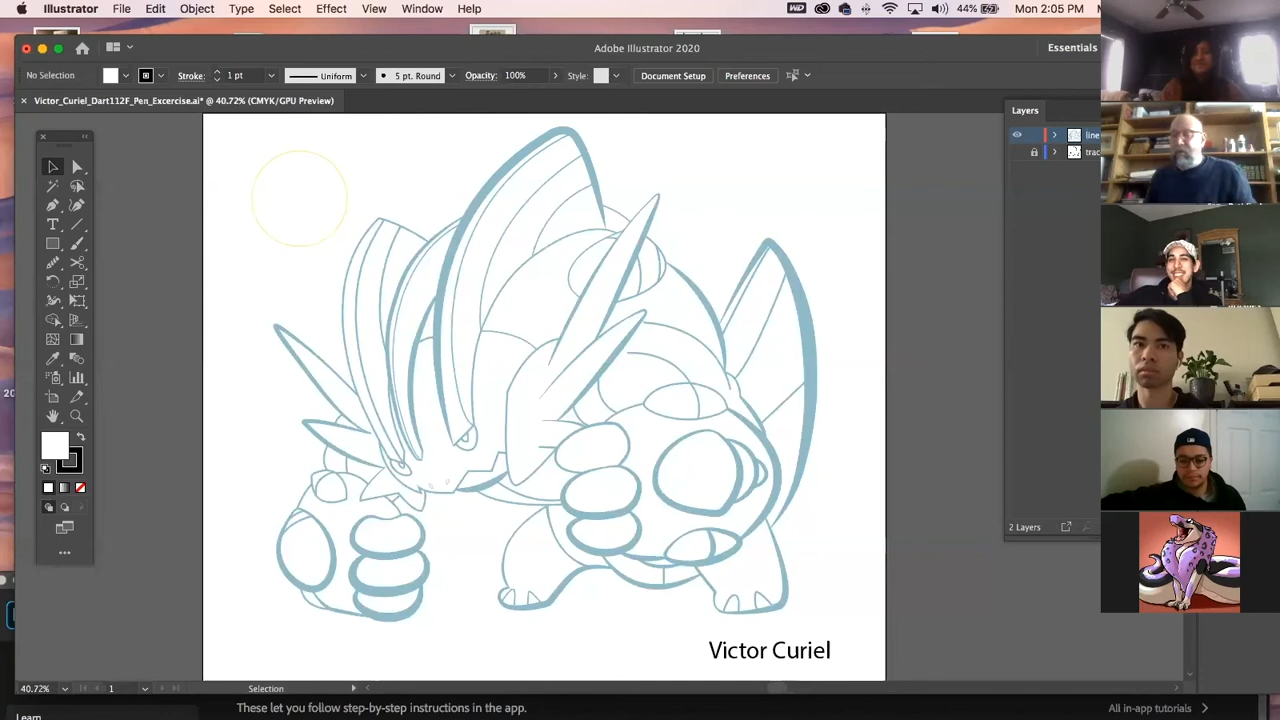 Illustrator File Edit Object Type Select Effect View Window Help 44% Mon 2:05 PM
Adobe Illustrator 2020 Essentials
No Selection Stroke: 1 pt Uniform 5 pt. Round Opacity: 100% Style: Document Setup Preferences
Victor_Curiel_Dart112F_Pen_Excercise.ai* @ 40.72% (CMYK/GPU Preview)
Layers
line
trac
2 Layers
Victor Curiel
40.72% 1 Selection
Learn These let you follow step-by-step instructions in the app. All in-app tutorials